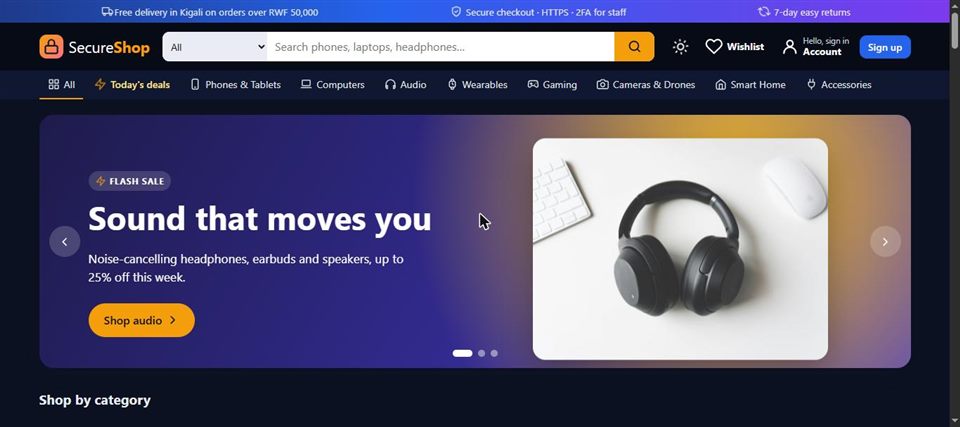 Free delivery in Kigali on orders over RWF 50,000
Secure checkout · HTTPS · 2FA for staff
7-day easy returns
SecureShop
All
Search phones, laptops, headphones...
Wishlist
Hello, sign in
Account
Sign up
All
Today's deals
Phones & Tablets
Computers
Audio
Wearables
Gaming
Cameras & Drones
Smart Home
Accessories
FLASH SALE
Sound that moves you
Noise-cancelling headphones, earbuds and speakers, up to
25% off this week.
Shop audio
Shop by category